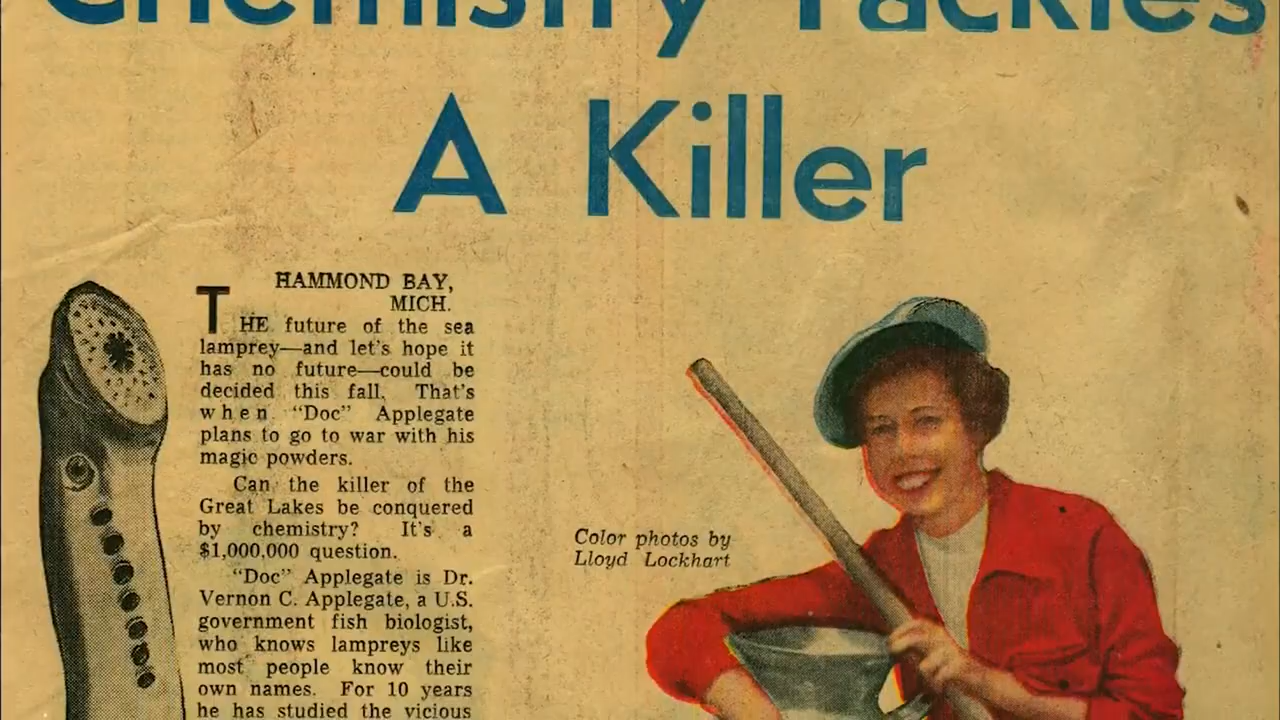 Chemistry Tackles
A Killer
HAMMOND BAY,
MICH.
THE future of the sea
lamprey—and let's hope it
has no future—could be
decided this fall. That's
when "Doc" Applegate
plans to go to war with his
magic powders.
Can the killer of the
Great Lakes be conquered
by chemistry? It's a
$1,000,000 question.
"Doc" Applegate is Dr.
Vernon C. Applegate, a U.S.
government fish biologist,
who knows lampreys like
most people know their
own names. For 10 years
he has studied the vicious
Color photos by
Lloyd Lockhart